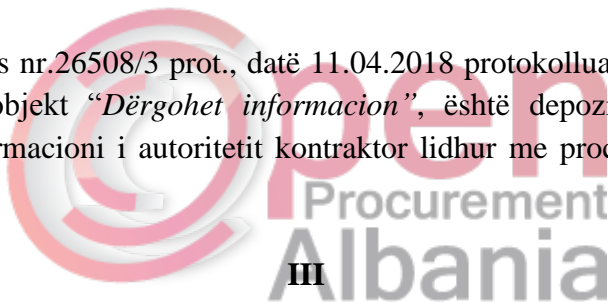 s nr.26508/3 prot., datë 11.04.2018 protokollua
objekt “Dërgohet informacion”, është depozi
rmacioni i autoritetit kontraktor lidhur me proc
Open
Procurement
Albania
III